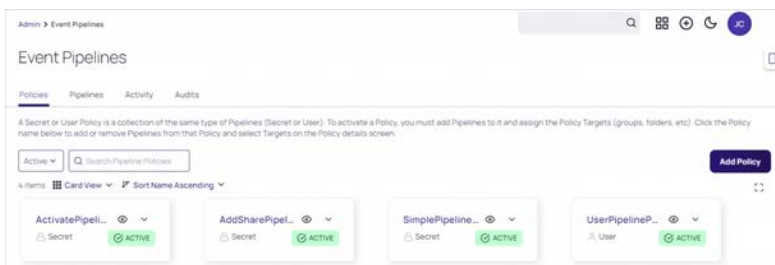 Admin > Event Pipelines
JC
Event Pipelines
Policies Pipelines Activity Audits
A Secret or User Policy is a collection of the same type of Pipelines (Secret or User). To activate a Policy, you must add Pipelines to it and assign the Policy Targets (groups, folders, etc). Click the Policy
name below to add or remove Pipelines from that Policy and select Targets on the Policy details screen.
Active Search Pipeline Policies Add Policy
4 items Card View Sort Name Ascending
ActivatePipeli... AddSharePipel... SimplePipeline... UserPipelineP...
Secret ACTIVE Secret ACTIVE Secret ACTIVE User ACTIVE